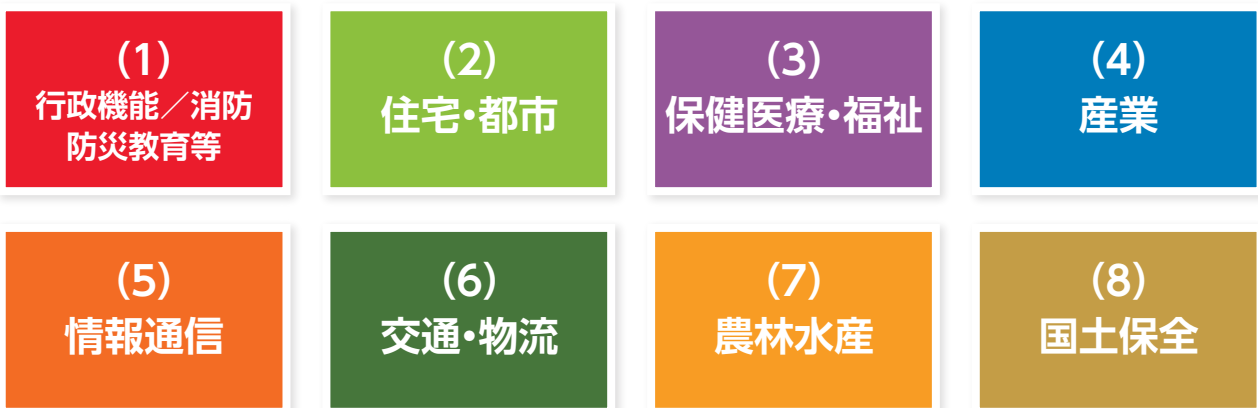 (1)
行政機能／消防
防災教育等
(2)
住宅・都市
(3)
保健医療・福祉
(4)
産業
(5)
情報通信
(6)
交通・物流
(7)
農林水産
(8)
国土保全